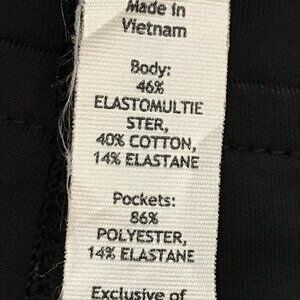 Made in
Vietnam
Body:
46%
ELASTOMULTIE
STER,
40% COTTON,
14% ELASTANE
Pockets:
86%
POLYESTER,
14% ELASTANE
Exclusive of